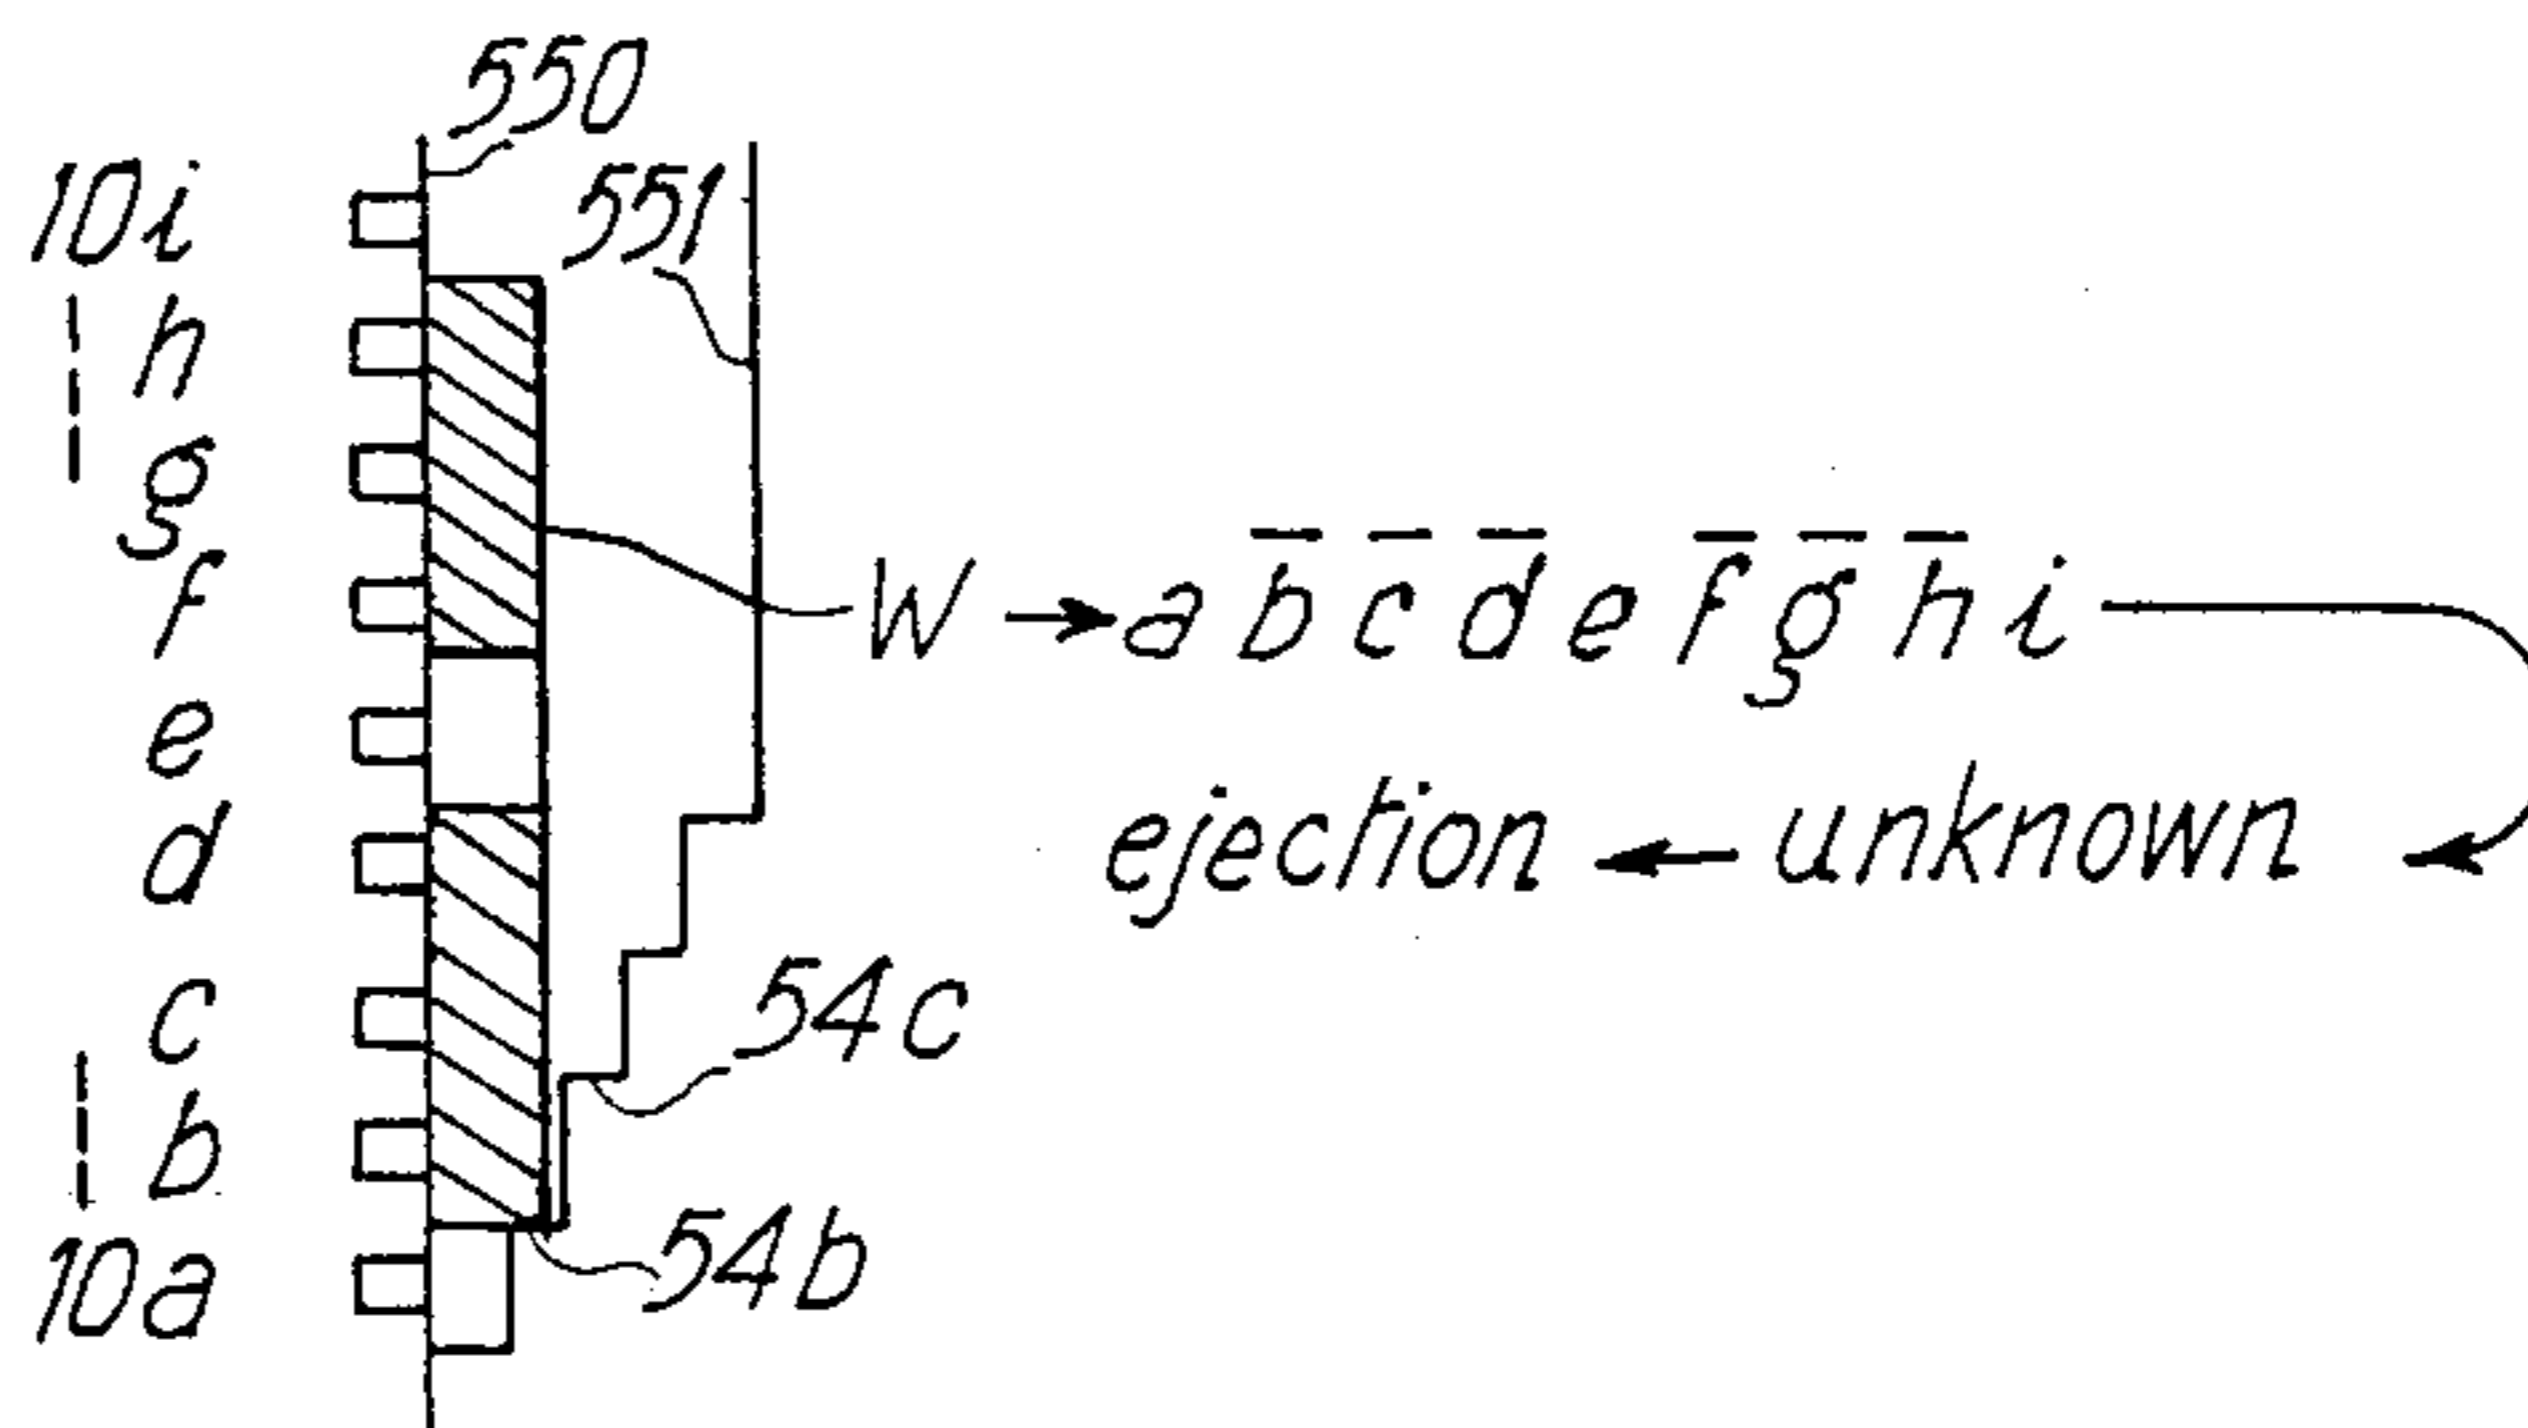 550
10i
551
h
g
f
W → a b̅ c̅ d̅ e f̅ g̅ h̅ i
e
d
ejection ← unknown
c
54c
b
10a
54b